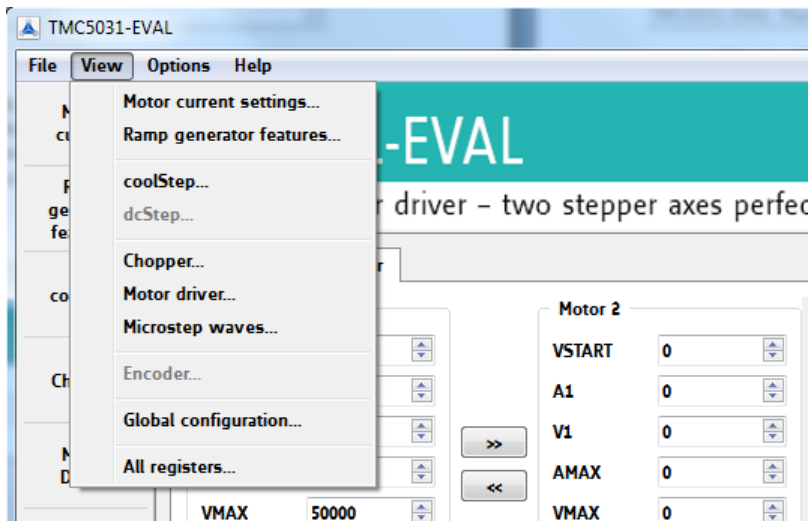 TMC5031-EVAL
File View Options Help
Motor current settings...
Ramp generator features...
coolStep...
dcStep...
Chopper...
Motor driver...
Microstep waves...
Encoder...
Global configuration...
All registers...
-EVAL
driver – two stepper axes
Motor 2
VSTART 0
A1 0
V1 0
>>
AMAX 0
<<
VMAX 50000
VMAX 0